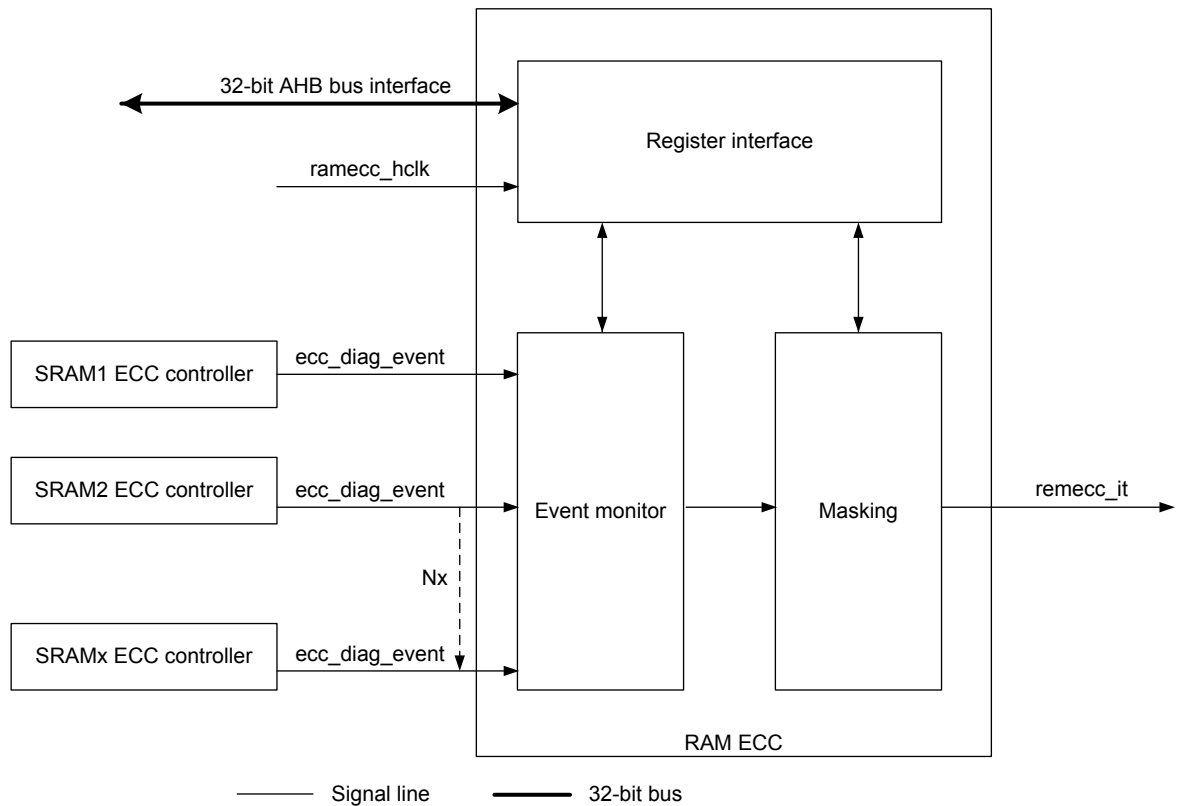 32-bit AHB bus interface
Register interface
ramecc_hclk
SRAM1 ECC controller
ecc_diag_event
SRAM2 ECC controller
ecc_diag_event
Event monitor
Masking
remecc_it
Nx
SRAMx ECC controller
ecc_diag_event
RAM ECC
Signal line
32-bit bus